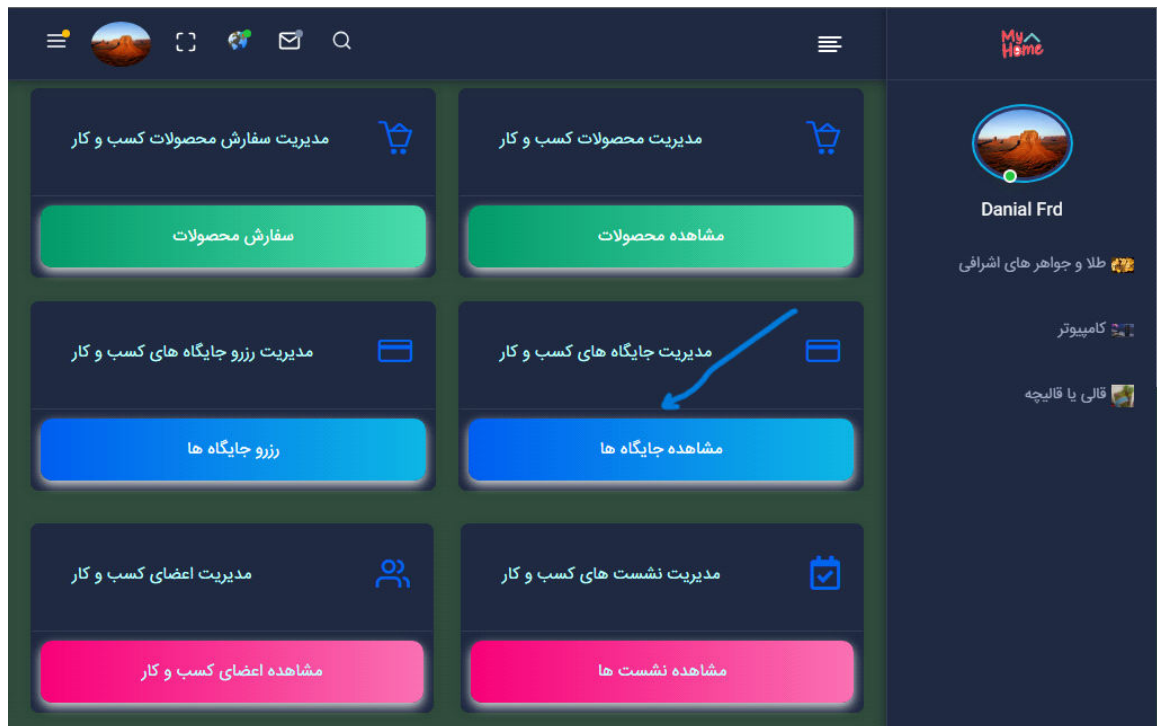 My
Home
Danial Frd
طلا و جواهر های اشرافی
کامپیوتر
قالی یا قالیچه
مدیریت محصولات کسب و کار
مشاهده محصولات
مدیریت سفارش محصولات کسب و کار
سفارش محصولات
مدیریت جایگاه های کسب و کار
مشاهده جایگاه ها
مدیریت رزرو جایگاه های کسب و کار
رزرو جایگاه ها
مدیریت نشست های کسب و کار
مشاهده نشست ها
مدیریت اعضای کسب و کار
مشاهده اعضای کسب و کار